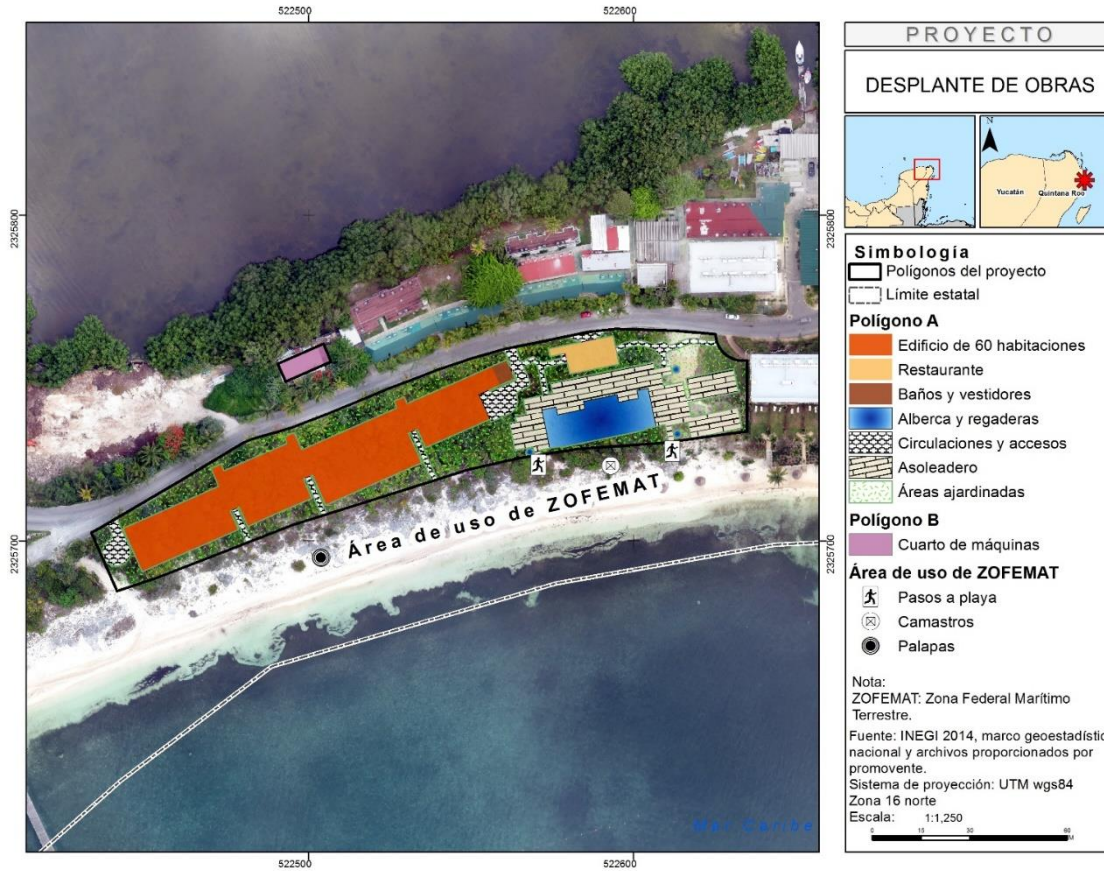 522500
522600
2325800
2325800
2325700
2325700
522500
522600
Área de uso de ZOFEMAT
Mar Caribe
PROYECTO
DESPLANTE DE OBRAS
N
Yucatán
Quintana Roo
Simbología
Polígonos del proyecto
Límite estatal
Polígono A
Edificio de 60 habitaciones
Restaurante
Baños y vestidores
Alberca y regaderas
Circulaciones y accesos
Asoleadero
Áreas ajardinadas
Polígono B
Cuarto de máquinas
Área de uso de ZOFEMAT
Pasos a playa
Camastros
Palapas
Nota:
ZOFEMAT: Zona Federal Marítimo
Terrestre.
Fuente: INEGI 2014, marco geoestadístic
nacional y archivos proporcionados por
promovente.
Sistema de proyección: UTM wgs84
Zona 16 norte
Escala: 1:1,250
0 15 30 60
M